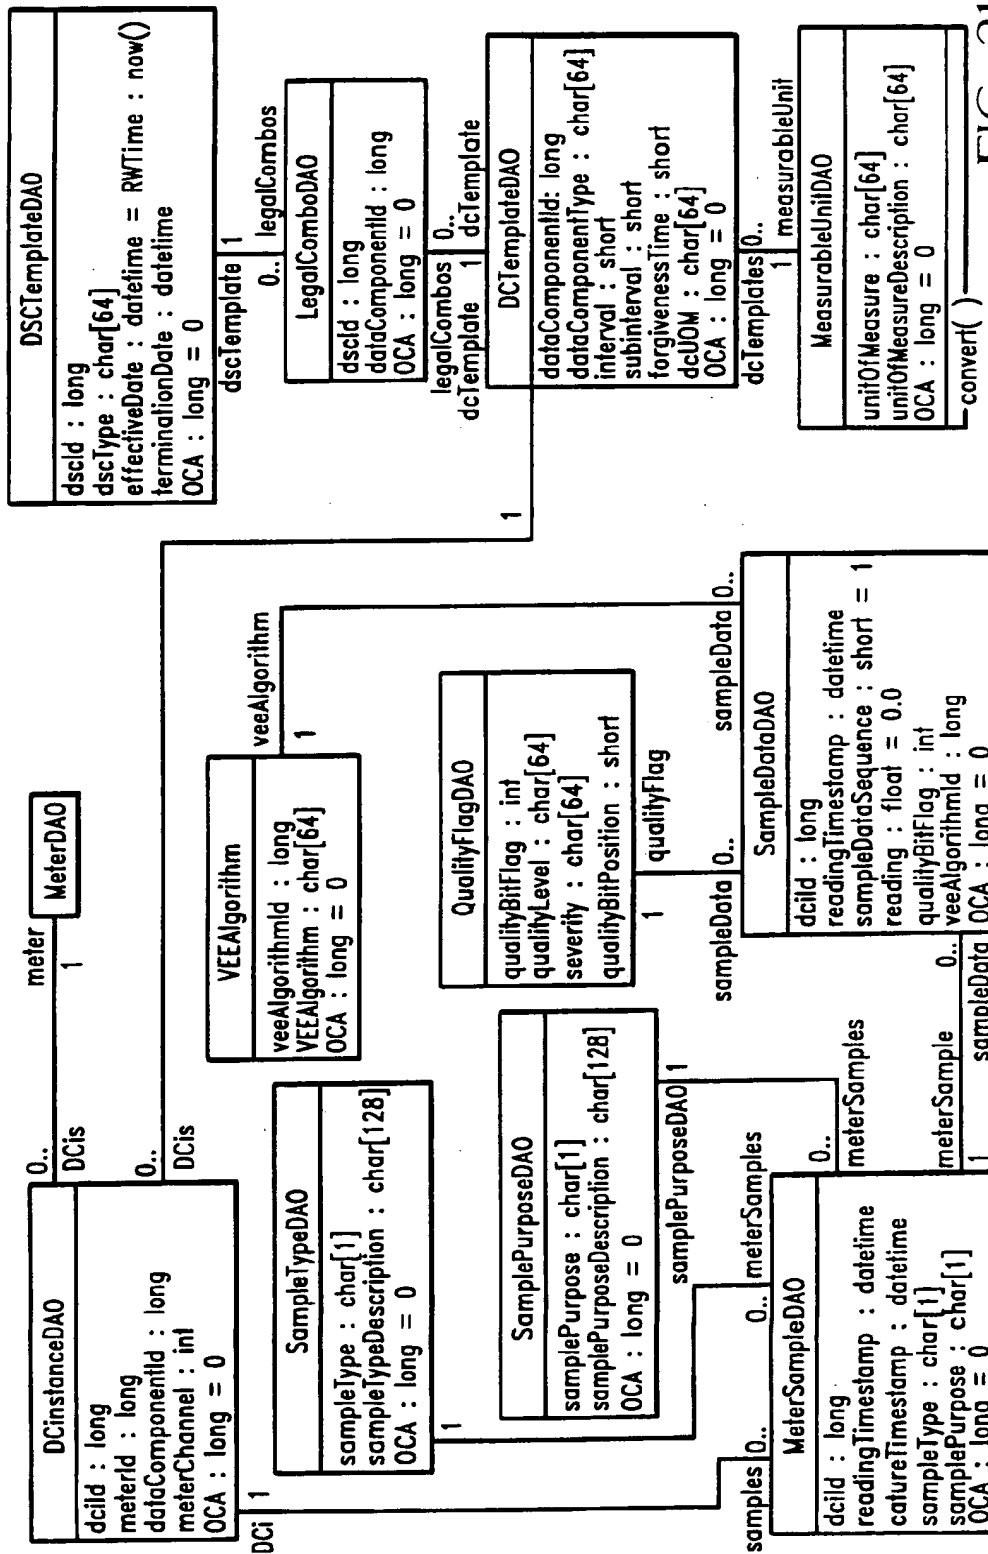 DCinstanceDAO
dciId : long
meterId : long
dataComponentId : long
meterChannel : int
OCA : long = 0
0..
DCis
meter
1
MeterDAO
0..
DCis
1
DCi
1
samples
0..
SampleTypeDAO
sampleType : char[1]
sampleTypeDescription : char[128]
OCA : long = 0
1
VEEAlgorithm
veeAlgorithmId : long
VEEAlgorithm : char[64]
OCA : long = 0
veeAlgorithm
1
DSCTemplateDAO
dscId : long
dscType : char[64]
effectiveDate : datetime = RWTime : now()
terminationDate : datetime
OCA : long = 0
dscTemplate
1
0..
legalCombos
LegalComboDAO
dscId : long
dataComponentId : long
OCA : long = 0
legalCombos
0..
dcTemplate
1
dcTemplate
DCTemplateDAO
dataComponentId: long
dataComponentType : char[64]
interval : short
subinterval : short
forgivenessTime : short
dcUOM : char[64]
OCA : long = 0
dcTemplates
0..
1
measurableUnit
MeasurableUnitDAO
unitOfMeasure : char[64]
unitOfMeasureDescription : char[64]
OCA : long = 0
convert( )
SamplePurposeDAO
samplePurpose : char[1]
samplePurposeDescription : char[128]
OCA : long = 0
samplePurposeDAO
1
QualityFlagDAO
qualityBitFlag : int
qualityLevel : char[64]
severity : char[64]
qualityBitPosition : short
1
qualityFlag
sampleData
0..
sampleData
0..
0..
meterSamples
0..
meterSamples
MeterSampleDAO
dciId : long
readingTimestamp : datetime
catureTimestamp : datetime
sampleType : char[1]
samplePurpose : char[1]
OCA : long = 0
meterSample
1
0..
sampleData
SampleDataDAO
dciId : long
readingTimestamp : datetime
sampleDataSequence : short = 1
reading : float = 0.0
qualityBitFlag : int
veeAlgorithmId : long
OCA : long = 0